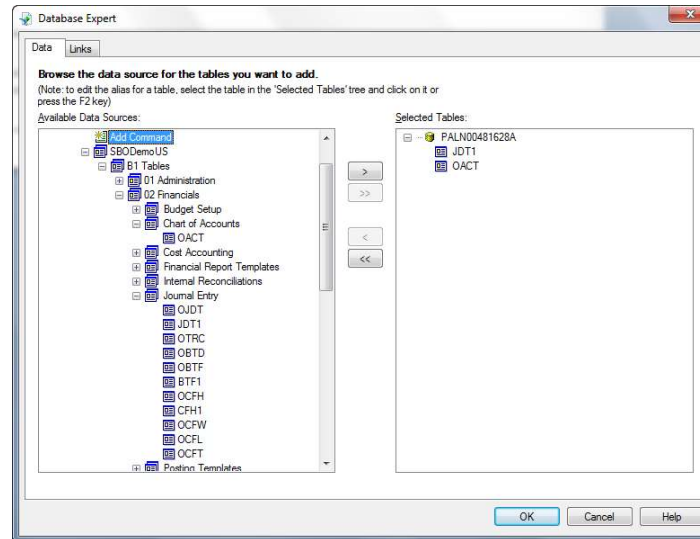 Database Expert
Data
Links
Browse the data source for the tables you want to add.
(Note: to edit the alias for a table, select the table in the 'Selected Tables' tree and click on it or
press the F2 key)
Available Data Sources:
Selected Tables:
Add Command
SBODemoUS
B1 Tables
01 Administration
02 Financials
Budget Setup
Chart of Accounts
OACT
Cost Accounting
Financial Report Templates
Internal Reconciliations
Journal Entry
OJDT
JDT1
OTRC
OBTD
OBTF
BTF1
OCFH
CFH1
OCFW
OCFL
OCFT
Posting Templates
>
>>
<
<<
PALN00481628A
JDT1
OACT
OK
Cancel
Help